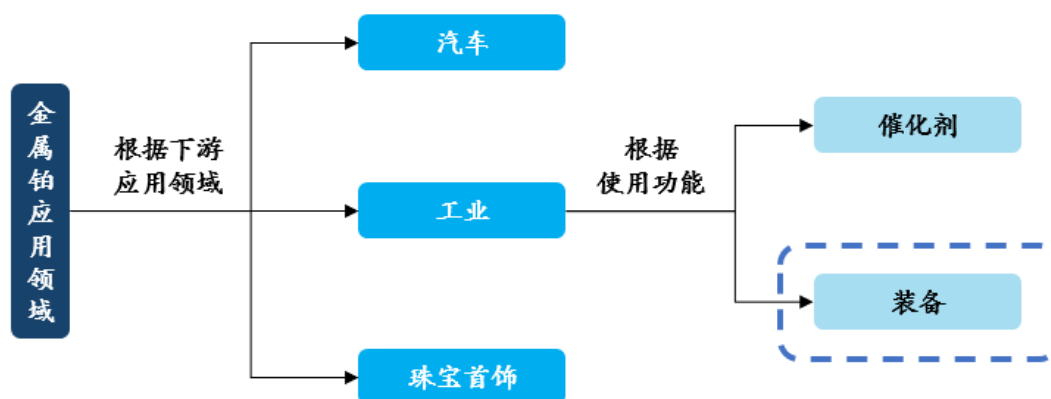 金属铂应用领域
根据下游
应用领域
汽车
工业
珠宝首饰
根据
使用功能
催化剂
装备